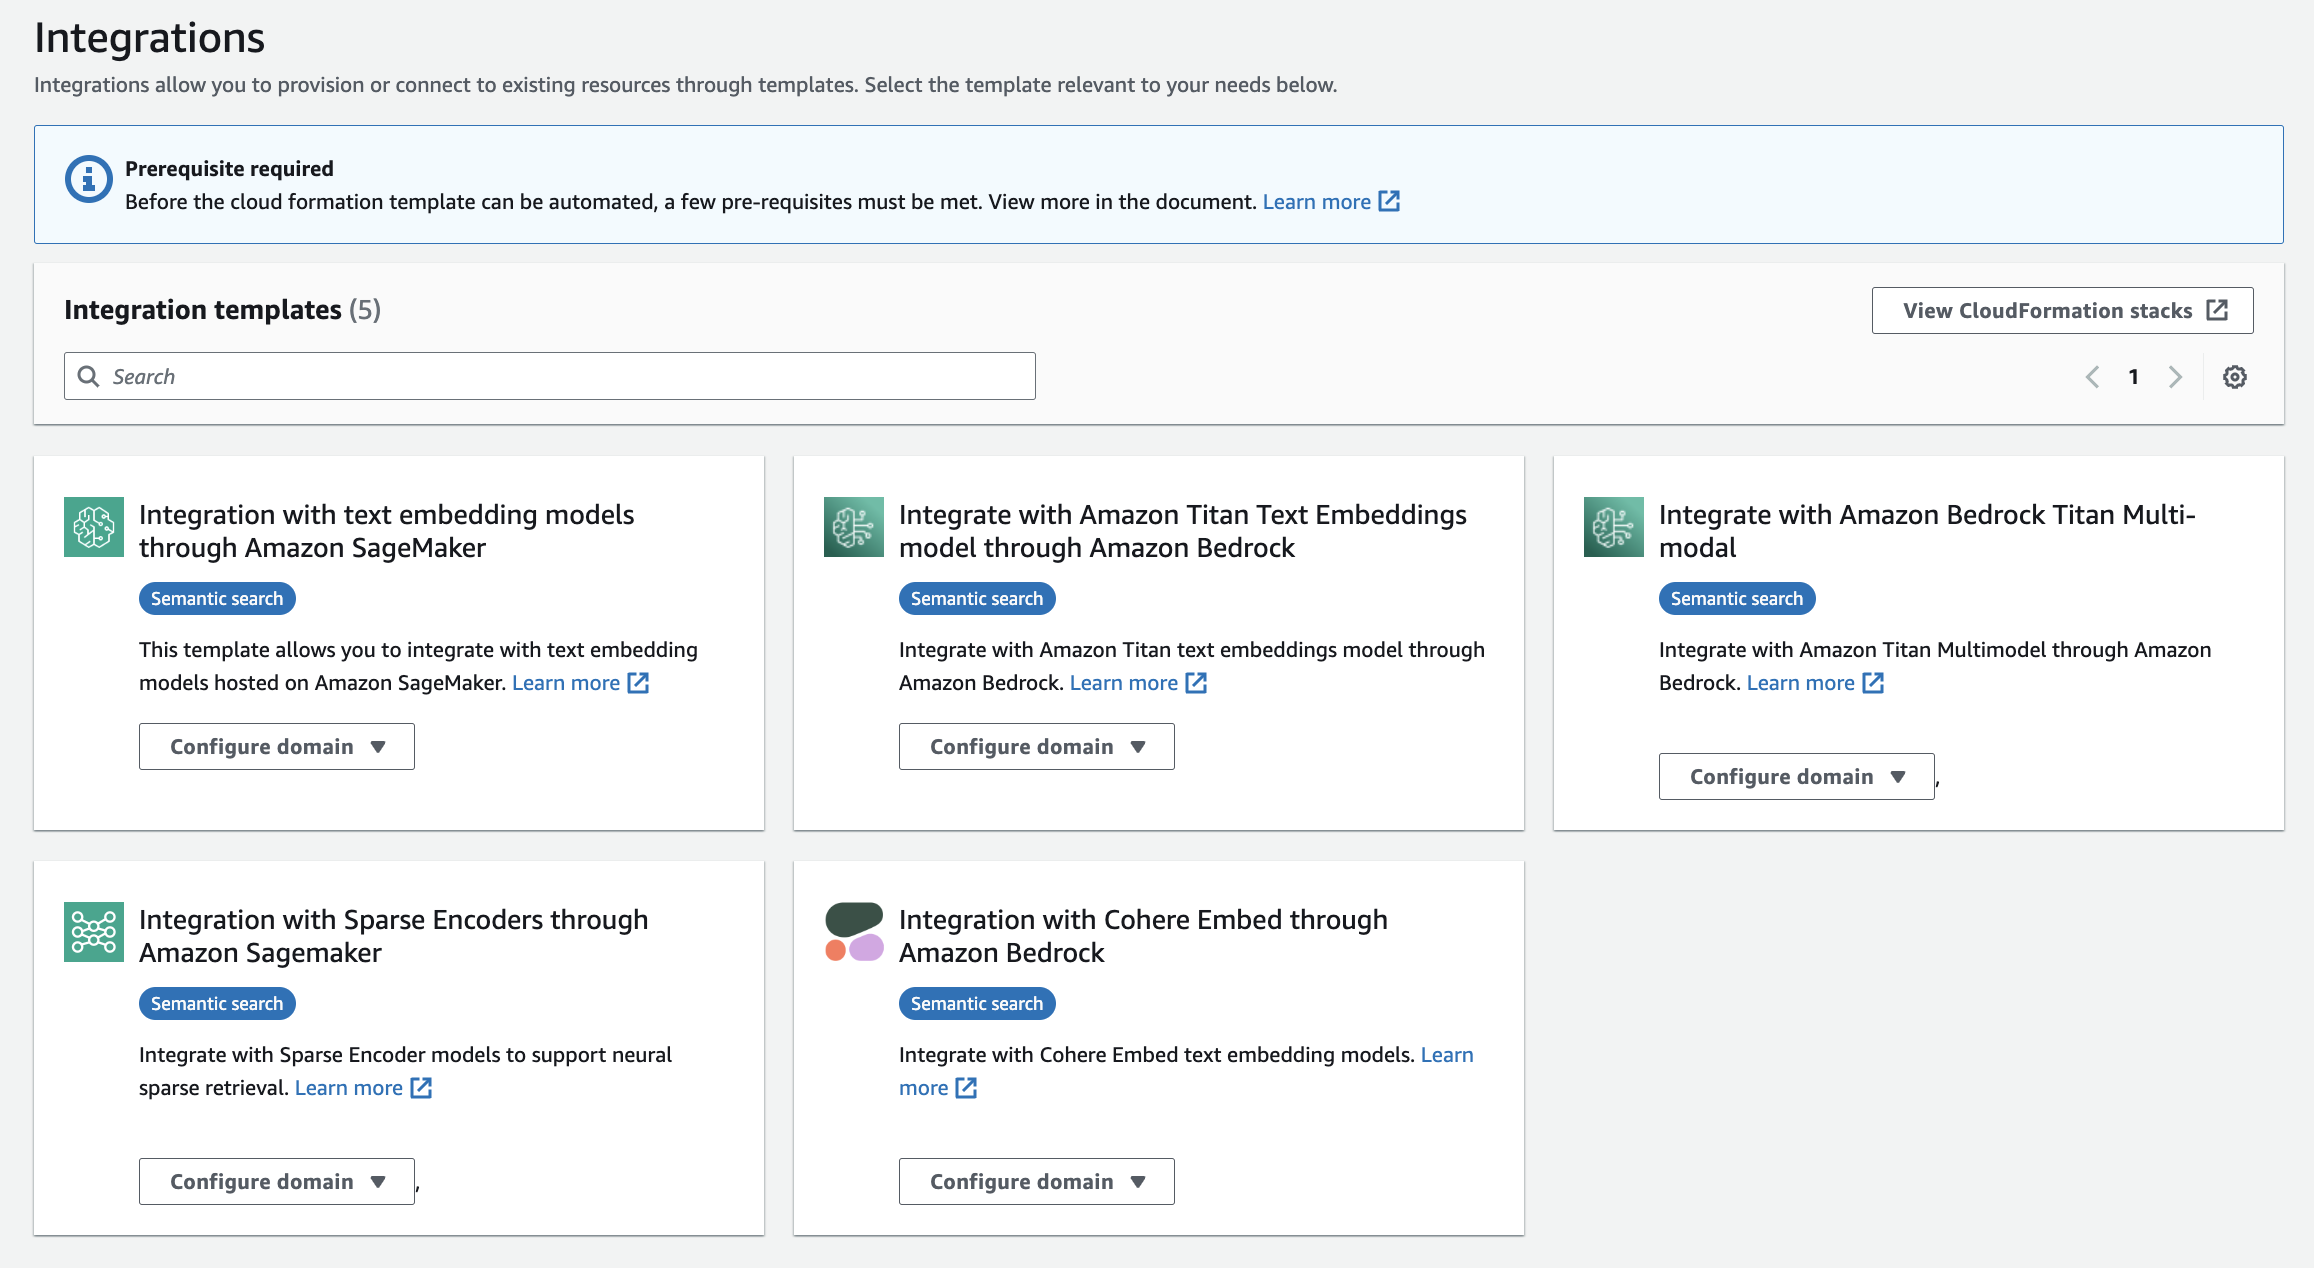 Integrations
Integrations allow you to provision or connect to existing resources through templates. Select the template relevant to your needs below.
Prerequisite required
Before the cloud formation template can be automated, a few pre-requisites must be met. View more in the document. Learn more
Integration templates (5)
View CloudFormation stacks
Search
1
Integration with text embedding models
through Amazon SageMaker
Semantic search
This template allows you to integrate with text embedding
models hosted on Amazon SageMaker. Learn more
Configure domain
Integrate with Amazon Titan Text Embeddings
model through Amazon Bedrock
Semantic search
Integrate with Amazon Titan text embeddings model through
Amazon Bedrock. Learn more
Configure domain
Integrate with Amazon Bedrock Titan Multi-
modal
Semantic search
Integrate with Amazon Titan Multimodel through Amazon
Bedrock. Learn more
Configure domain ,
Integration with Sparse Encoders through
Amazon Sagemaker
Semantic search
Integrate with Sparse Encoder models to support neural
sparse retrieval. Learn more
Configure domain ,
Integration with Cohere Embed through
Amazon Bedrock
Semantic search
Integrate with Cohere Embed text embedding models. Learn
more
Configure domain